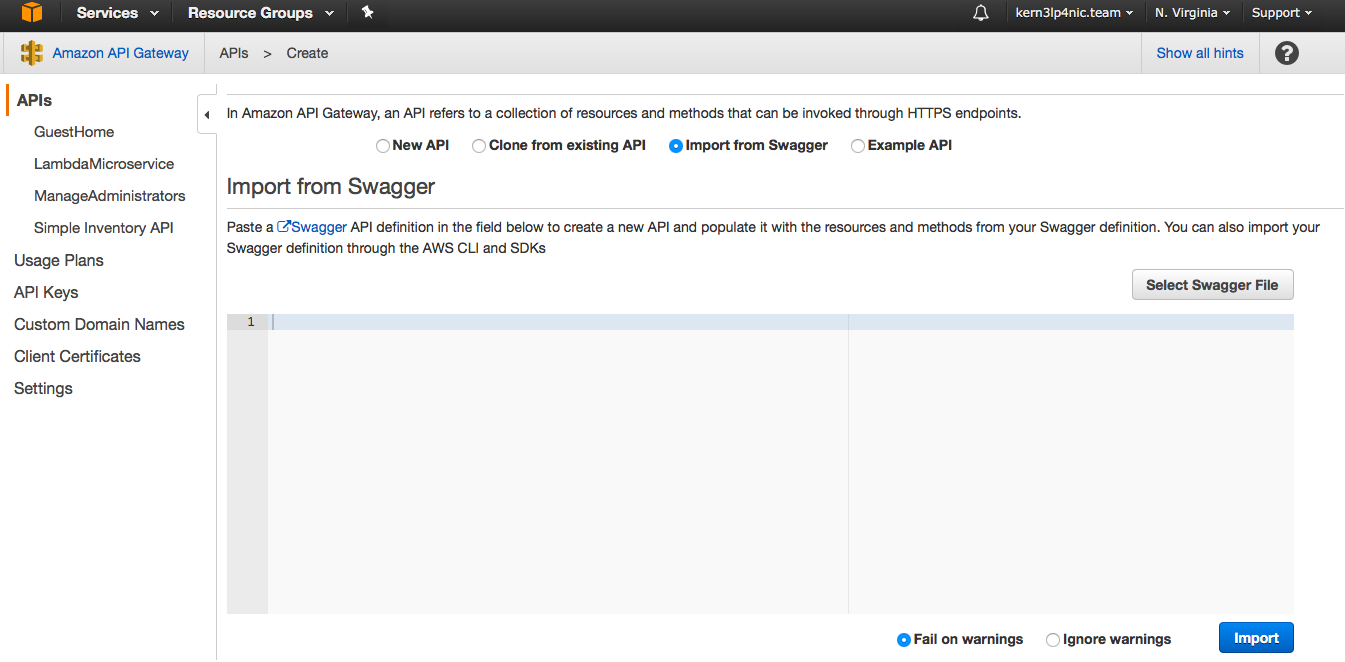 Services Resource Groups kern3lp4nic.team N. Virginia Support
Amazon API Gateway APIs > Create Show all hints ?
APIs
GuestHome
LambdaMicroservice
ManageAdministrators
Simple Inventory API
Usage Plans
API Keys
Custom Domain Names
Client Certificates
Settings
In Amazon API Gateway, an API refers to a collection of resources and methods that can be invoked through HTTPS endpoints.
New API Clone from existing API Import from Swagger Example API
Import from Swagger
Paste a Swagger API definition in the field below to create a new API and populate it with the resources and methods from your Swagger definition. You can also import your
Swagger definition through the AWS CLI and SDKs
Select Swagger File
1
Fail on warnings Ignore warnings Import